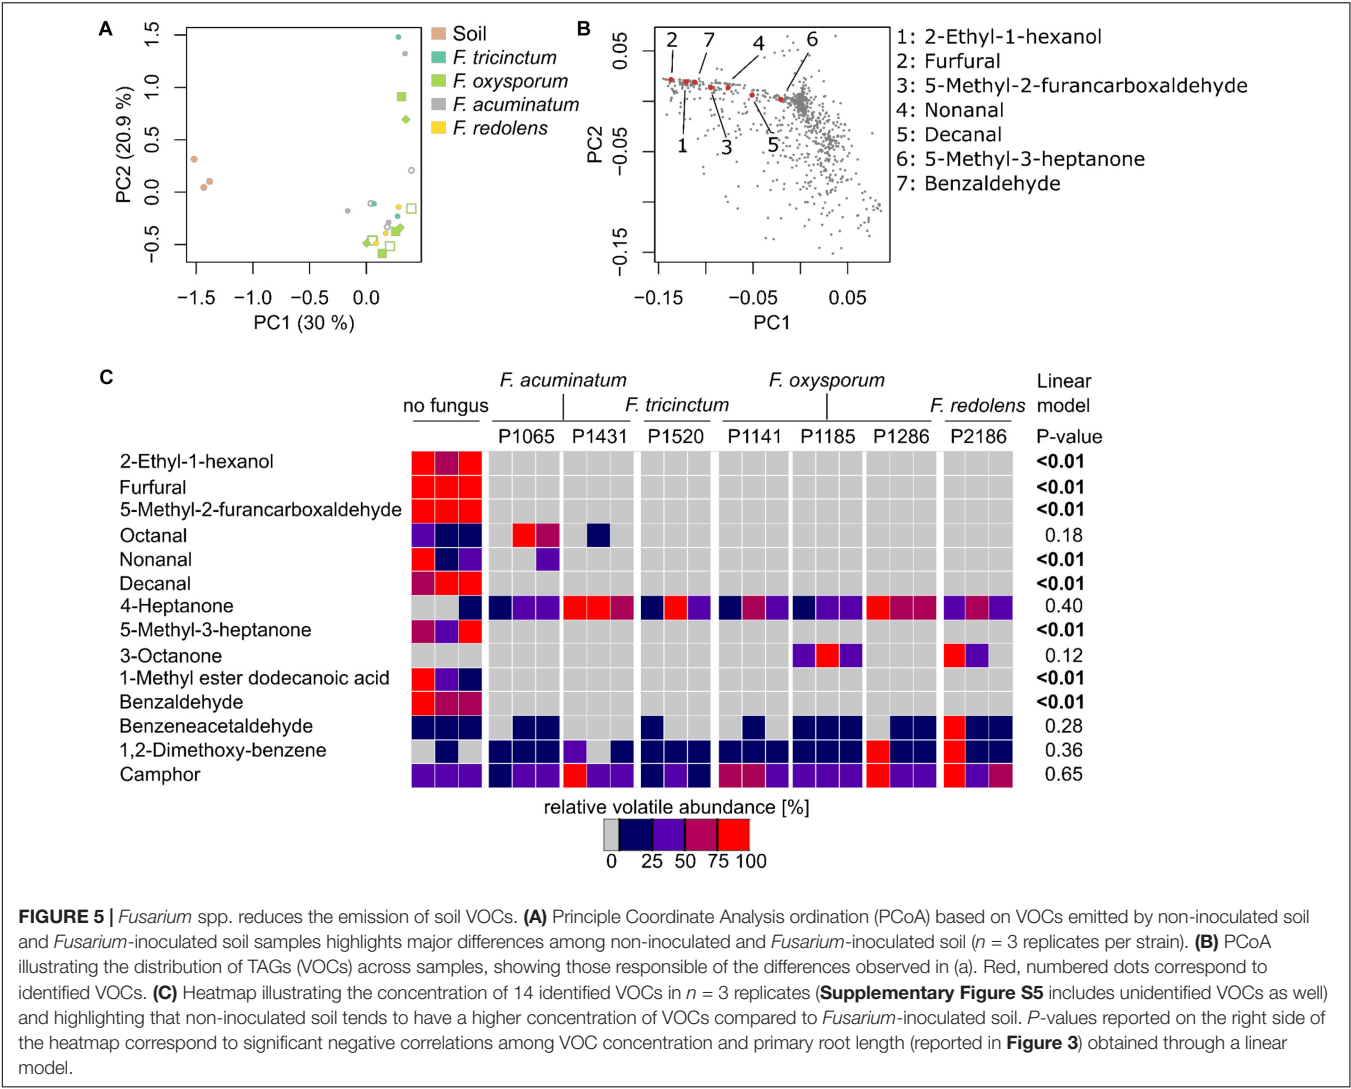 A
1.5
1.0
0.5
0.0
−0.5
PC2 (20.9 %)
−1.5 −1.0 −0.5 0.0
PC1 (30 %)
Soil
F. tricinctum
F. oxysporum
F. acuminatum
F. redolens
B
0.05
−0.05
−0.15
PC2
2 7 4 6
1 3 5
−0.15 −0.05 0.05
PC1
1: 2-Ethyl-1-hexanol
2: Furfural
3: 5-Methyl-2-furancarboxaldehyde
4: Nonanal
5: Decanal
6: 5-Methyl-3-heptanone
7: Benzaldehyde
C
F. acuminatum F. oxysporum Linear
no fungus F. tricinctum F. redolens model
P1065 P1431 P1520 P1141 P1185 P1286 P2186 P-value
2-Ethyl-1-hexanol <0.01
Furfural <0.01
5-Methyl-2-furancarboxaldehyde <0.01
Octanal 0.18
Nonanal <0.01
Decanal <0.01
4-Heptanone 0.40
5-Methyl-3-heptanone <0.01
3-Octanone 0.12
1-Methyl ester dodecanoic acid <0.01
Benzaldehyde <0.01
Benzeneacetaldehyde 0.28
1,2-Dimethoxy-benzene 0.36
Camphor 0.65
relative volatile abundance [%]
0 25 50 75 100
FIGURE 5 | Fusarium spp. reduces the emission of soil VOCs. (A) Principle Coordinate Analysis ordination (PCoA) based on VOCs emitted by non-inoculated soil
and Fusarium-inoculated soil samples highlights major differences among non-inoculated and Fusarium-inoculated soil (n = 3 replicates per strain). (B) PCoA
illustrating the distribution of TAGs (VOCs) across samples, showing those responsible of the differences observed in (a). Red, numbered dots correspond to
identified VOCs. (C) Heatmap illustrating the concentration of 14 identified VOCs in n = 3 replicates (Supplementary Figure S5 includes unidentified VOCs as well)
and highlighting that non-inoculated soil tends to have a higher concentration of VOCs compared to Fusarium-inoculated soil. P-values reported on the right side of
the heatmap correspond to significant negative correlations among VOC concentration and primary root length (reported in Figure 3) obtained through a linear
model.